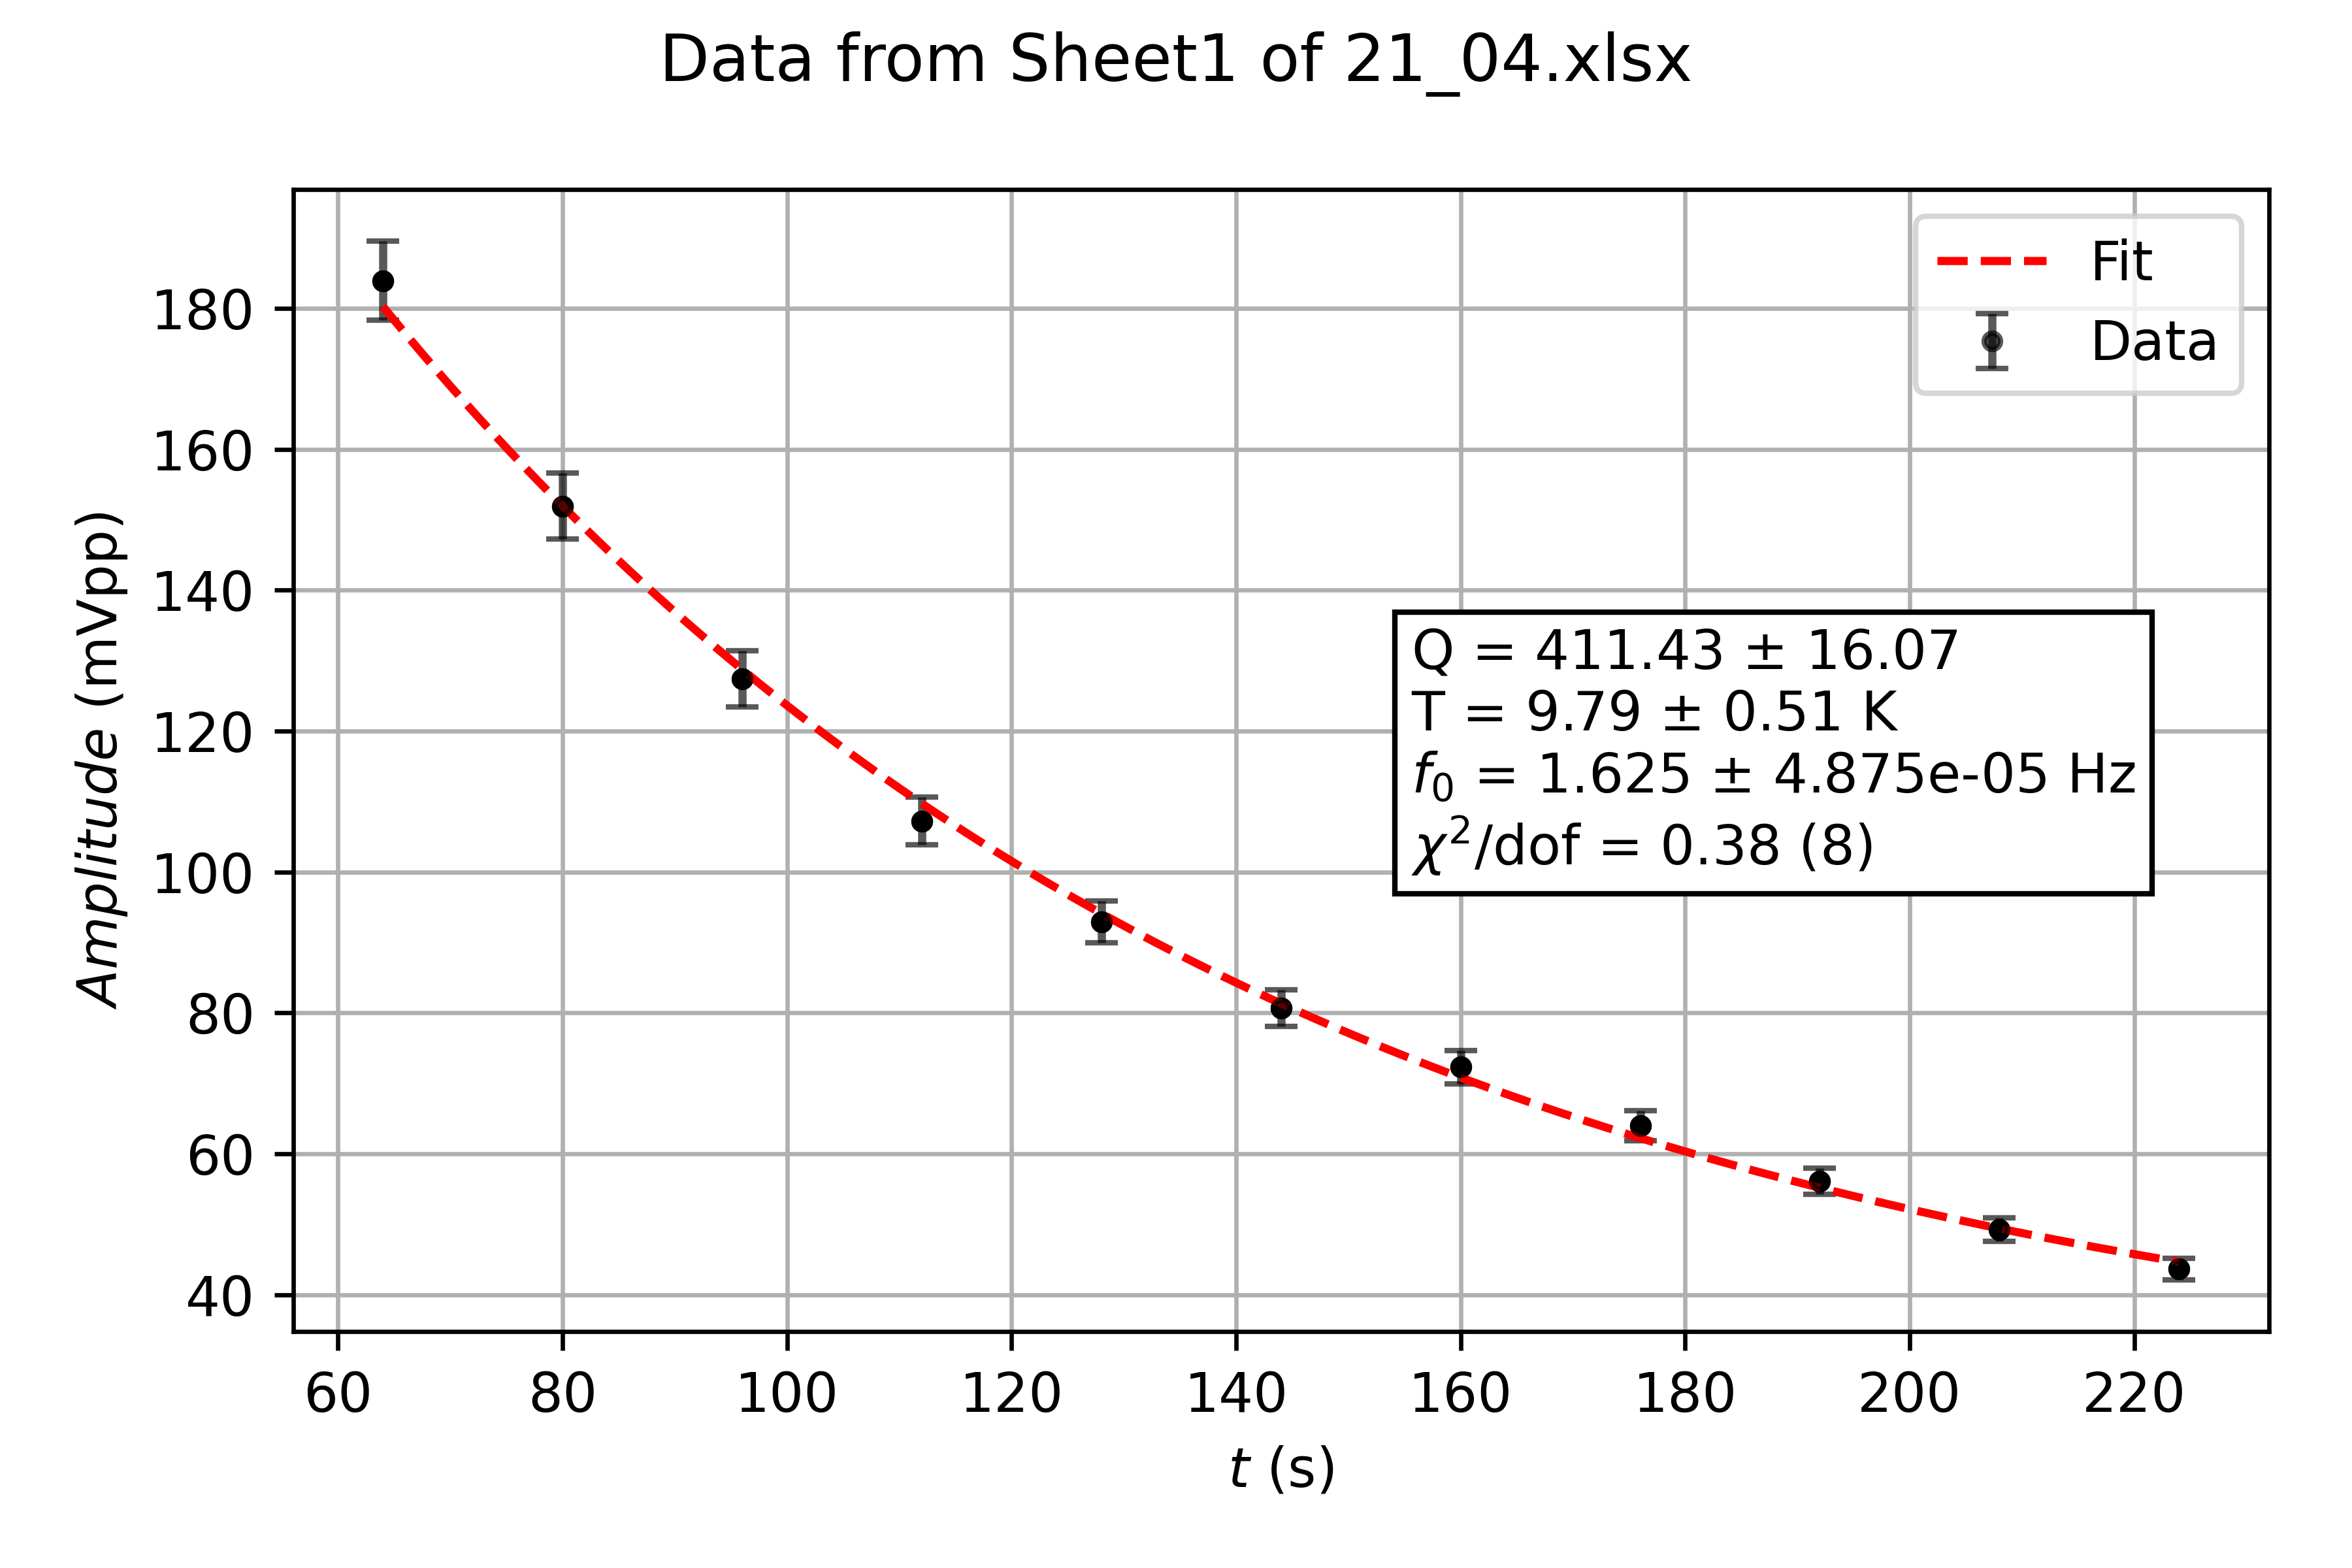 Data from Sheet1 of 21_04.xlsx
Amplitude (mVpp)
180
160
140
120
100
80
60
40
Fit
Data
Q = 411.43 ± 16.07
T = 9.79 ± 0.51 K
f₀ = 1.625 ± 4.875e-05 Hz
χ²/dof = 0.38 (8)
60 80 100 120 140 160 180 200 220
t (s)